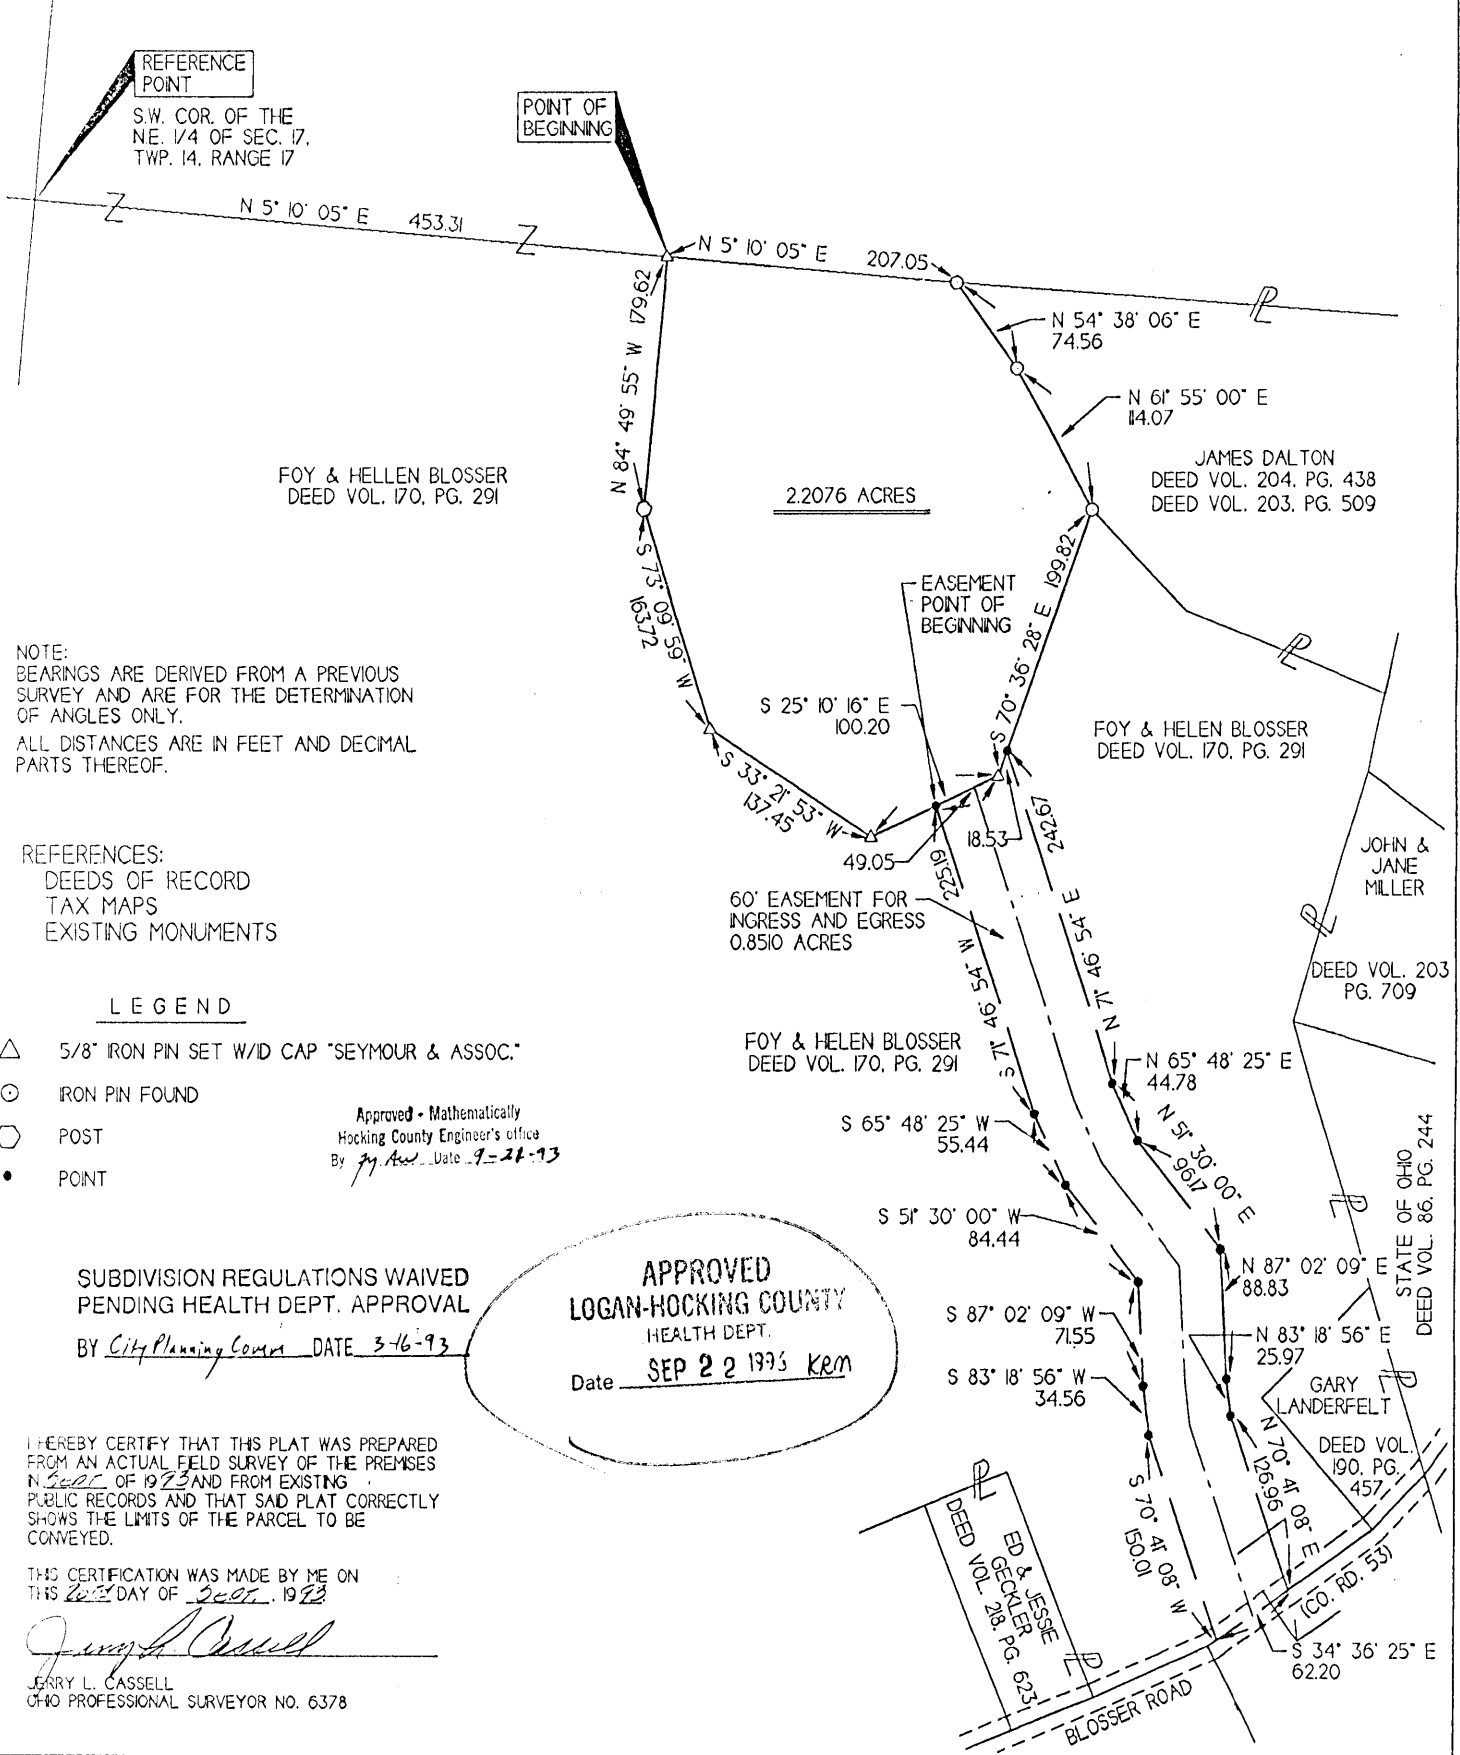 REFERENCE
POINT
S.W. COR. OF THE
N.E. 1/4 OF SEC. 17,
TWP. 14, RANGE 17
POINT OF
BEGINNING
N 5° 10' 05" E 453.31
N 5° 10' 05" E 207.05
N 54° 38' 06" E
74.56
N 61° 55' 00" E
114.07
JAMES DALTON
DEED VOL. 204, PG. 438
DEED VOL. 203, PG. 509
N 84° 49' 55" W 179.62
FOY & HELLEN BLOSSER
DEED VOL. 170, PG. 291
2.2076 ACRES
S 70° 36' 28" E 199.82
EASEMENT
POINT OF
BEGINNING
S 73° 09' 59" W
163.72
NOTE:
BEARINGS ARE DERIVED FROM A PREVIOUS
SURVEY AND ARE FOR THE DETERMINATION
OF ANGLES ONLY.
ALL DISTANCES ARE IN FEET AND DECIMAL
PARTS THEREOF.
S 25° 10' 16" E
100.20
FOY & HELEN BLOSSER
DEED VOL. 170, PG. 291
S 33° 21' 53" W
137.45
49.05
18.53
242.67
N 71° 46' 54" E
225.19
S 71° 46' 54" W
JOHN &
JANE
MILLER
DEED VOL. 203
PG. 709
REFERENCES:
DEEDS OF RECORD
TAX MAPS
EXISTING MONUMENTS
60' EASEMENT FOR
INGRESS AND EGRESS
0.8510 ACRES
LEGEND
5/8" IRON PIN SET W/ID CAP "SEYMOUR & ASSOC."
IRON PIN FOUND
POST
POINT
Approved - Mathematically
Hocking County Engineer's office
By Date 9-21-93
FOY & HELEN BLOSSER
DEED VOL. 170, PG. 291
N 65° 48' 25" E
44.78
S 65° 48' 25" W
55.44
N 51° 30' 00" E
96.17
S 51° 30' 00" W
84.44
N 87° 02' 09" E
88.83
S 87° 02' 09" W
71.55
N 83° 18' 56" E
25.97
S 83° 18' 56" W
34.56
STATE OF OHIO
DEED VOL. 86, PG. 244
GARY
LANDERFELT
DEED VOL.
190, PG.
457
N 70° 41' 08" E
126.96
S 70° 41' 08" W
150.01
SUBDIVISION REGULATIONS WAIVED
PENDING HEALTH DEPT. APPROVAL
BY City Planning Comm DATE 3-16-93
APPROVED
LOGAN-HOCKING COUNTY
HEALTH DEPT.
Date SEP 22 1993 KRM
I HEREBY CERTIFY THAT THIS PLAT WAS PREPARED
FROM AN ACTUAL FIELD SURVEY OF THE PREMISES
IN SEPT. OF 1993 AND FROM EXISTING
PUBLIC RECORDS AND THAT SAID PLAT CORRECTLY
SHOWS THE LIMITS OF THE PARCEL TO BE
CONVEYED.
THIS CERTIFICATION WAS MADE BY ME ON
THIS 20TH DAY OF SEPT., 1993.
Jerry L. Cassell
JERRY L. CASSELL
OHIO PROFESSIONAL SURVEYOR NO. 6378
ED & JESSIE
GECKLER
DEED VOL. 218, PG. 623
BLOSSER ROAD
(CO. RD. 53)
S 34° 36' 25" E
62.20